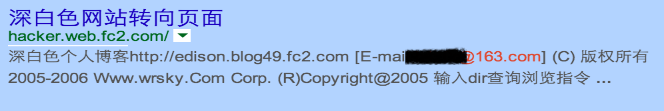 深白色网站转向页面
hacker.web.fc2.com/
深白色个人博客http://edison.blog49.fc2.com [E-mai @163.com] (C) 版权所有
2005-2006 Www.wrsky.Com Corp. (R)Copyright@2005 输入dir查询浏览指令 ...